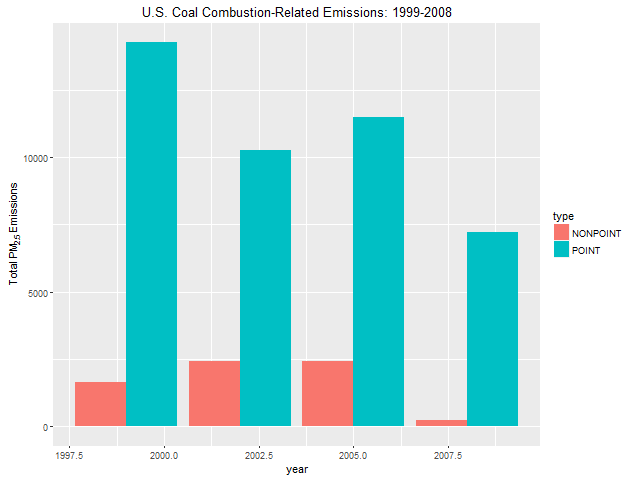 U.S. Coal Combustion-Related Emissions: 1999-2008
Total PM2.5 Emissions
10000
5000
0
1997.5 2000.0 2002.5 2005.0 2007.5
year
type
NONPOINT
POINT